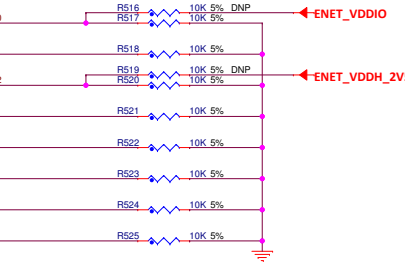 R516 10K 5% DNP ENET_VDDIO
R517 10K 5%
R518 10K 5%
R519 10K 5% DNP ENET_VDDH_2V
R520 10K 5%
R521 10K 5%
R522 10K 5%
R523 10K 5%
R524 10K 5%
R525 10K 5%